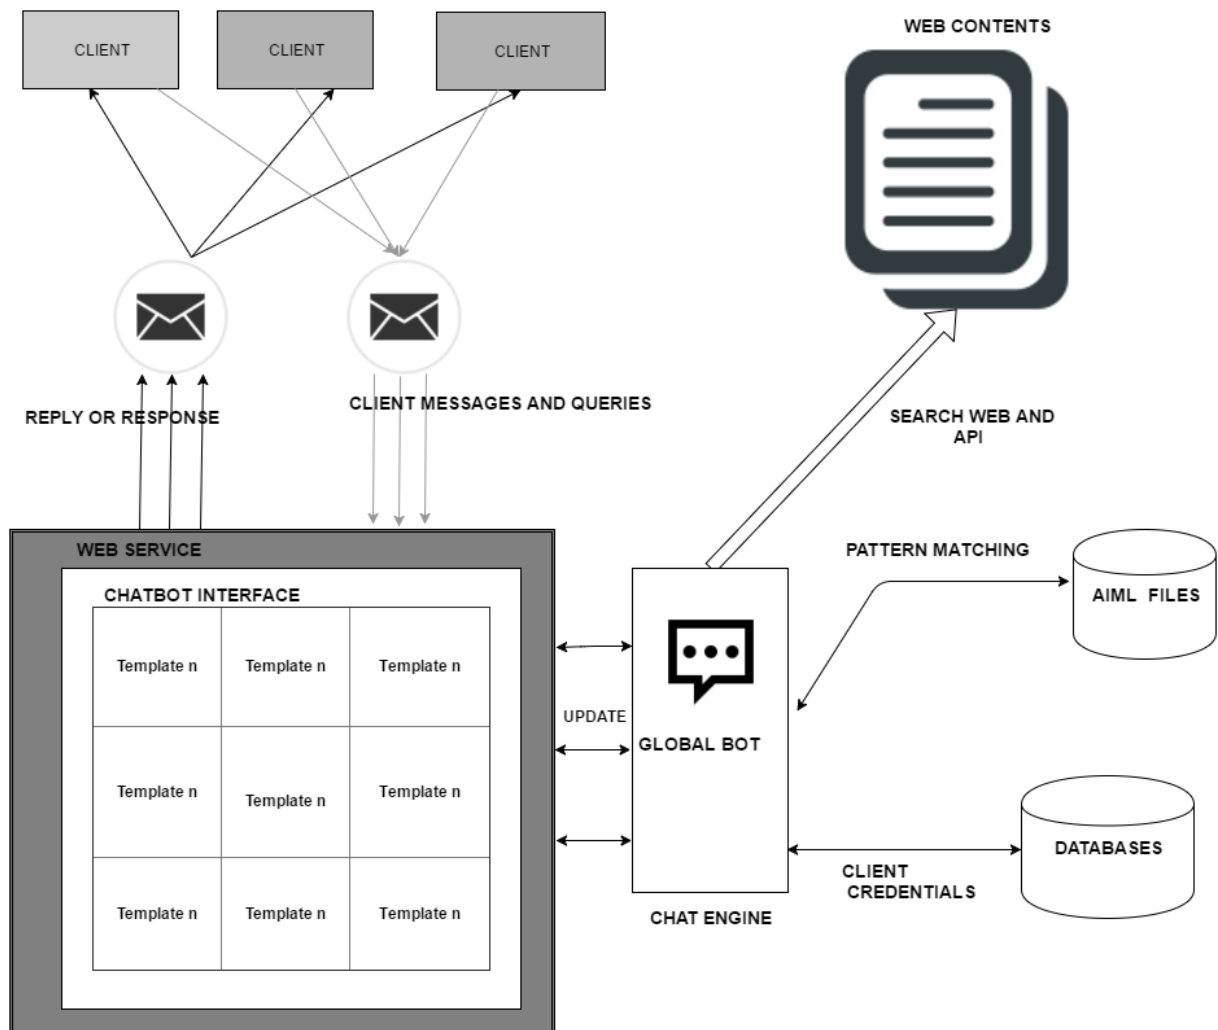 CLIENT
CLIENT
CLIENT
WEB CONTENTS
REPLY OR RESPONSE
CLIENT MESSAGES AND QUERIES
SEARCH WEB AND
API
WEB SERVICE
CHATBOT INTERFACE
Template n
Template n
Template n
Template n
Template n
Template n
Template n
Template n
Template n
UPDATE
GLOBAL BOT
CHAT ENGINE
PATTERN MATCHING
AIML FILES
DATABASES
CLIENT
CREDENTIALS